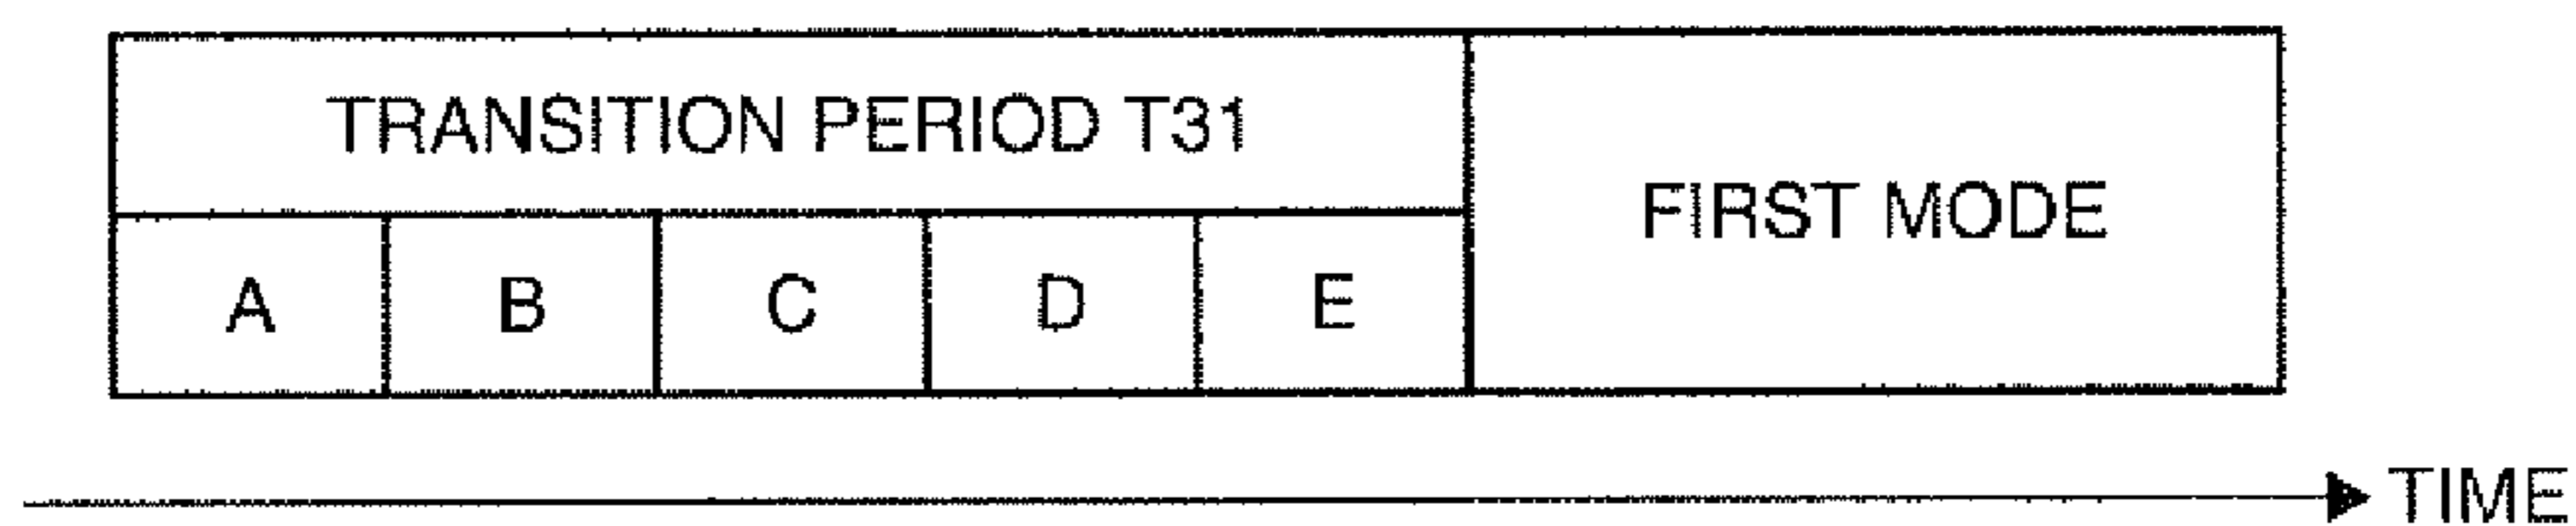 TRANSITION PERIOD T31
FIRST MODE
A B C D E
TIME